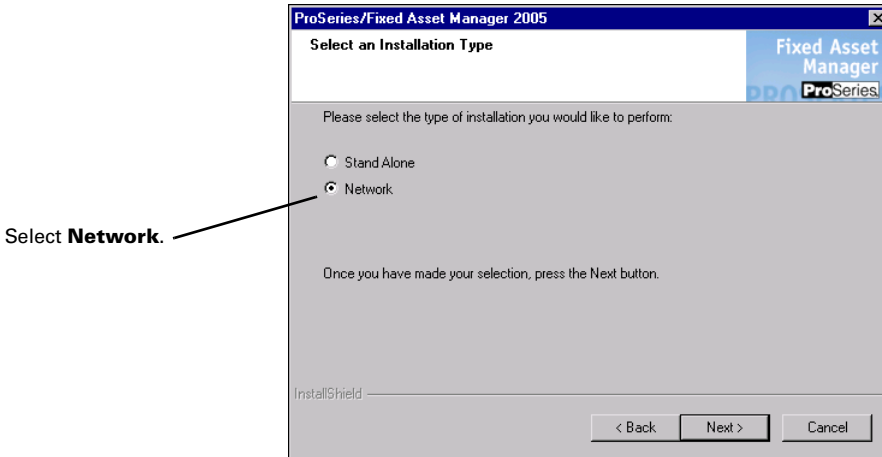 ProSeries/Fixed Asset Manager 2005
Select an Installation Type
Fixed Asset
Manager
PRO ProSeries
Please select the type of installation you would like to perform:
Stand Alone
Network
Select Network.
Once you have made your selection, press the Next button.
InstallShield
< Back
Next >
Cancel